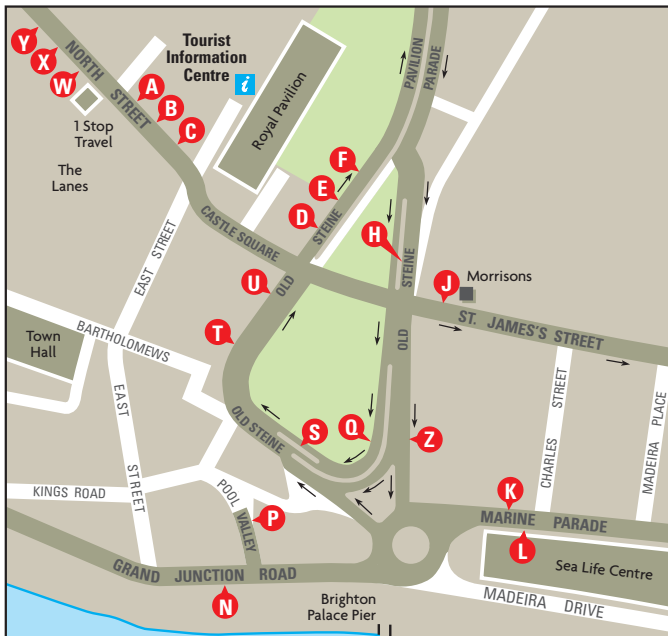 Y
X
W
NORTH
STREET
A
B
C
Tourist
Information
Centre
i
Royal Pavilion
PAVILION
PARADE
1 Stop
Travel
The
Lanes
F
E
D
STEINE
OLD
U
T
CASTLE SQUARE
EAST STREET
H
STEINE
OLD
J
Morrisons
ST. JAMES'S STREET
BARTHOLOMEWS
Town
Hall
EAST
STREET
OLD STEINE
S
Q
Z
CHARLES STREET
MADEIRA PLACE
KINGS ROAD
POOL
VALLEY
P
K
MARINE PARADE
L
Sea Life Centre
GRAND JUNCTION ROAD
N
MADEIRA DRIVE
Brighton
Palace Pier